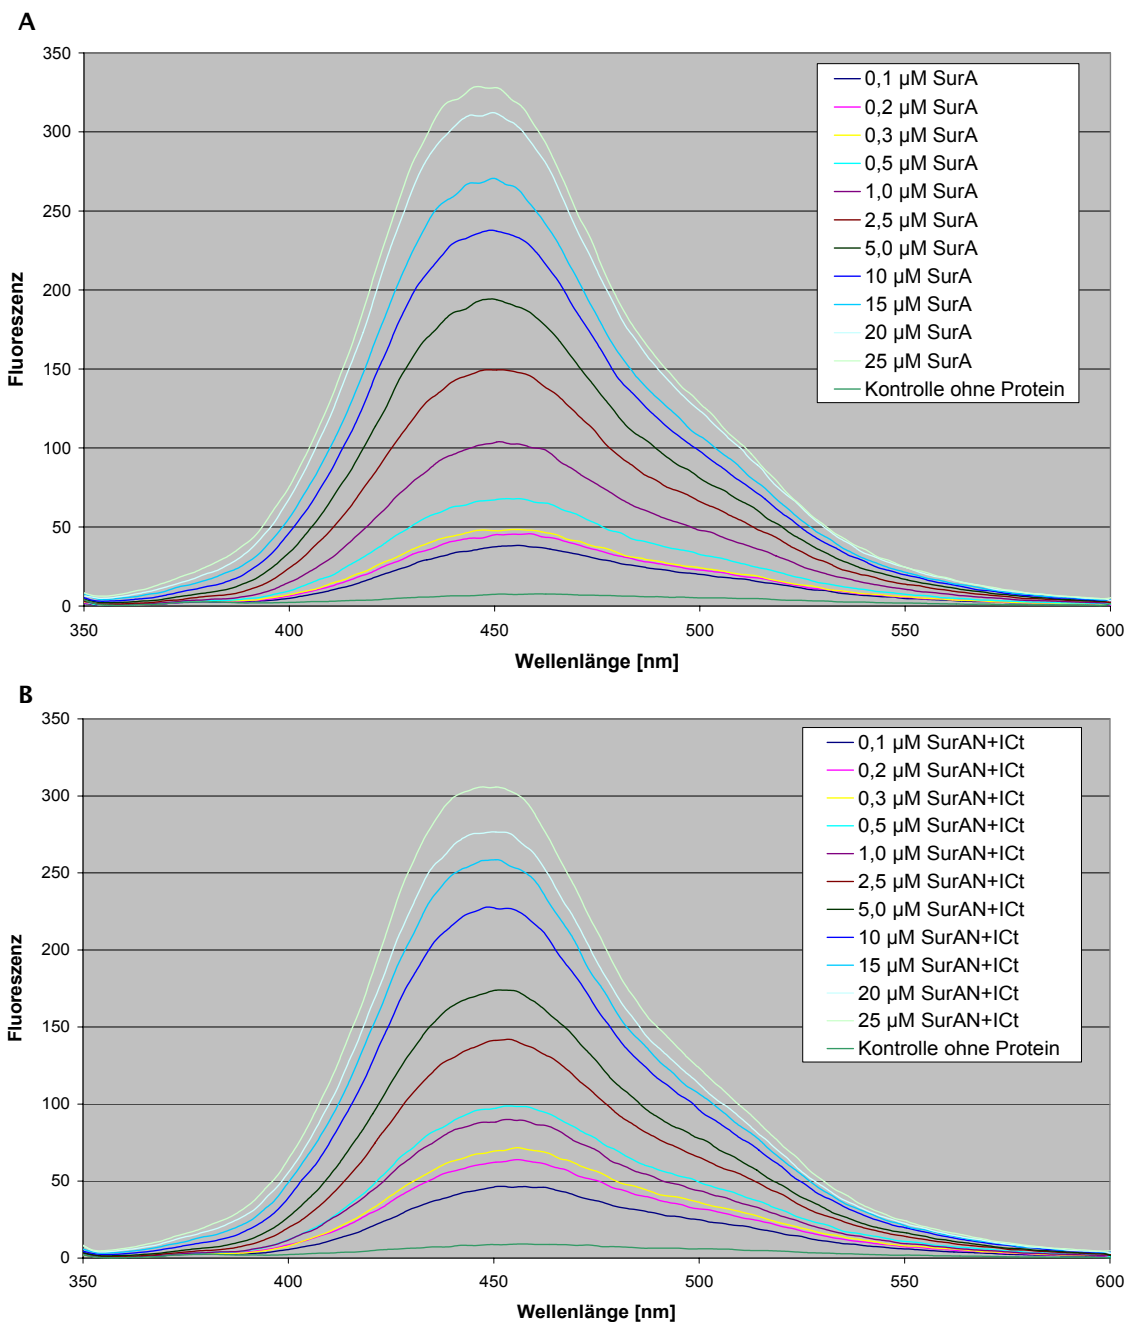 A
350
300
250
200
150
100
50
0
Fluoreszenz
350 400 450 500 550 600
Wellenlänge [nm]
0,1 µM SurA
0,2 µM SurA
0,3 µM SurA
0,5 µM SurA
1,0 µM SurA
2,5 µM SurA
5,0 µM SurA
10 µM SurA
15 µM SurA
20 µM SurA
25 µM SurA
Kontrolle ohne Protein
B
350
300
250
200
150
100
50
0
Fluoreszenz
350 400 450 500 550 600
Wellenlänge [nm]
0,1 µM SurAN+ICt
0,2 µM SurAN+ICt
0,3 µM SurAN+ICt
0,5 µM SurAN+ICt
1,0 µM SurAN+ICt
2,5 µM SurAN+ICt
5,0 µM SurAN+ICt
10 µM SurAN+ICt
15 µM SurAN+ICt
20 µM SurAN+ICt
25 µM SurAN+ICt
Kontrolle ohne Protein